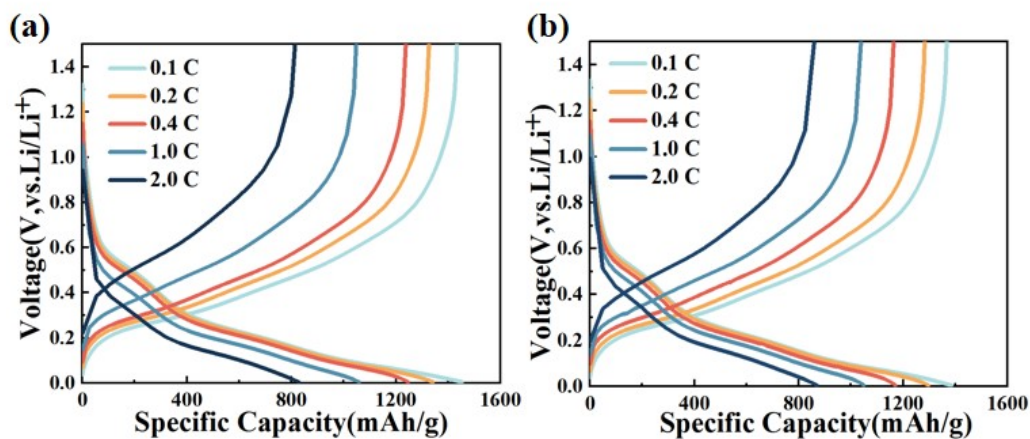 (a)
1.4
1.2
1.0
0.8
0.6
0.4
0.2
0.0
Voltage(V,vs.Li/Li⁺)
0.1 C
0.2 C
0.4 C
1.0 C
2.0 C
0
400
800
1200
1600
Specific Capacity(mAh/g)
(b)
1.4
1.2
1.0
0.8
0.6
0.4
0.2
0.0
Voltage(V,vs.Li/Li⁺)
0.1 C
0.2 C
0.4 C
1.0 C
2.0 C
0
400
800
1200
1600
Specific Capacity(mAh/g)